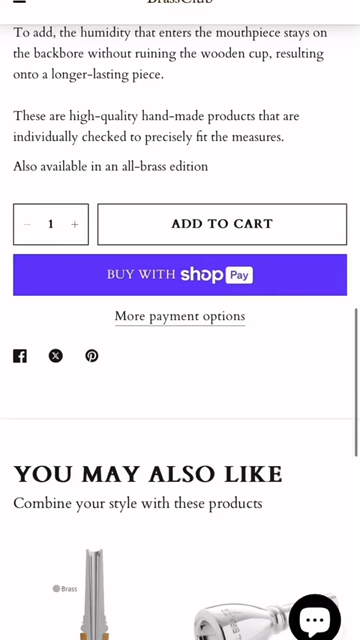 BrassClub
To add, the humidity that enters the mouthpiece stays on
the backbore without ruining the wooden cup, resulting
onto a longer-lasting piece.
These are high-quality hand-made products that are
individually checked to precisely fit the measures.
Also available in an all-brass edition
− 1 +
ADD TO CART
BUY WITH shop Pay
More payment options
YOU MAY ALSO LIKE
Combine your style with these products
Brass